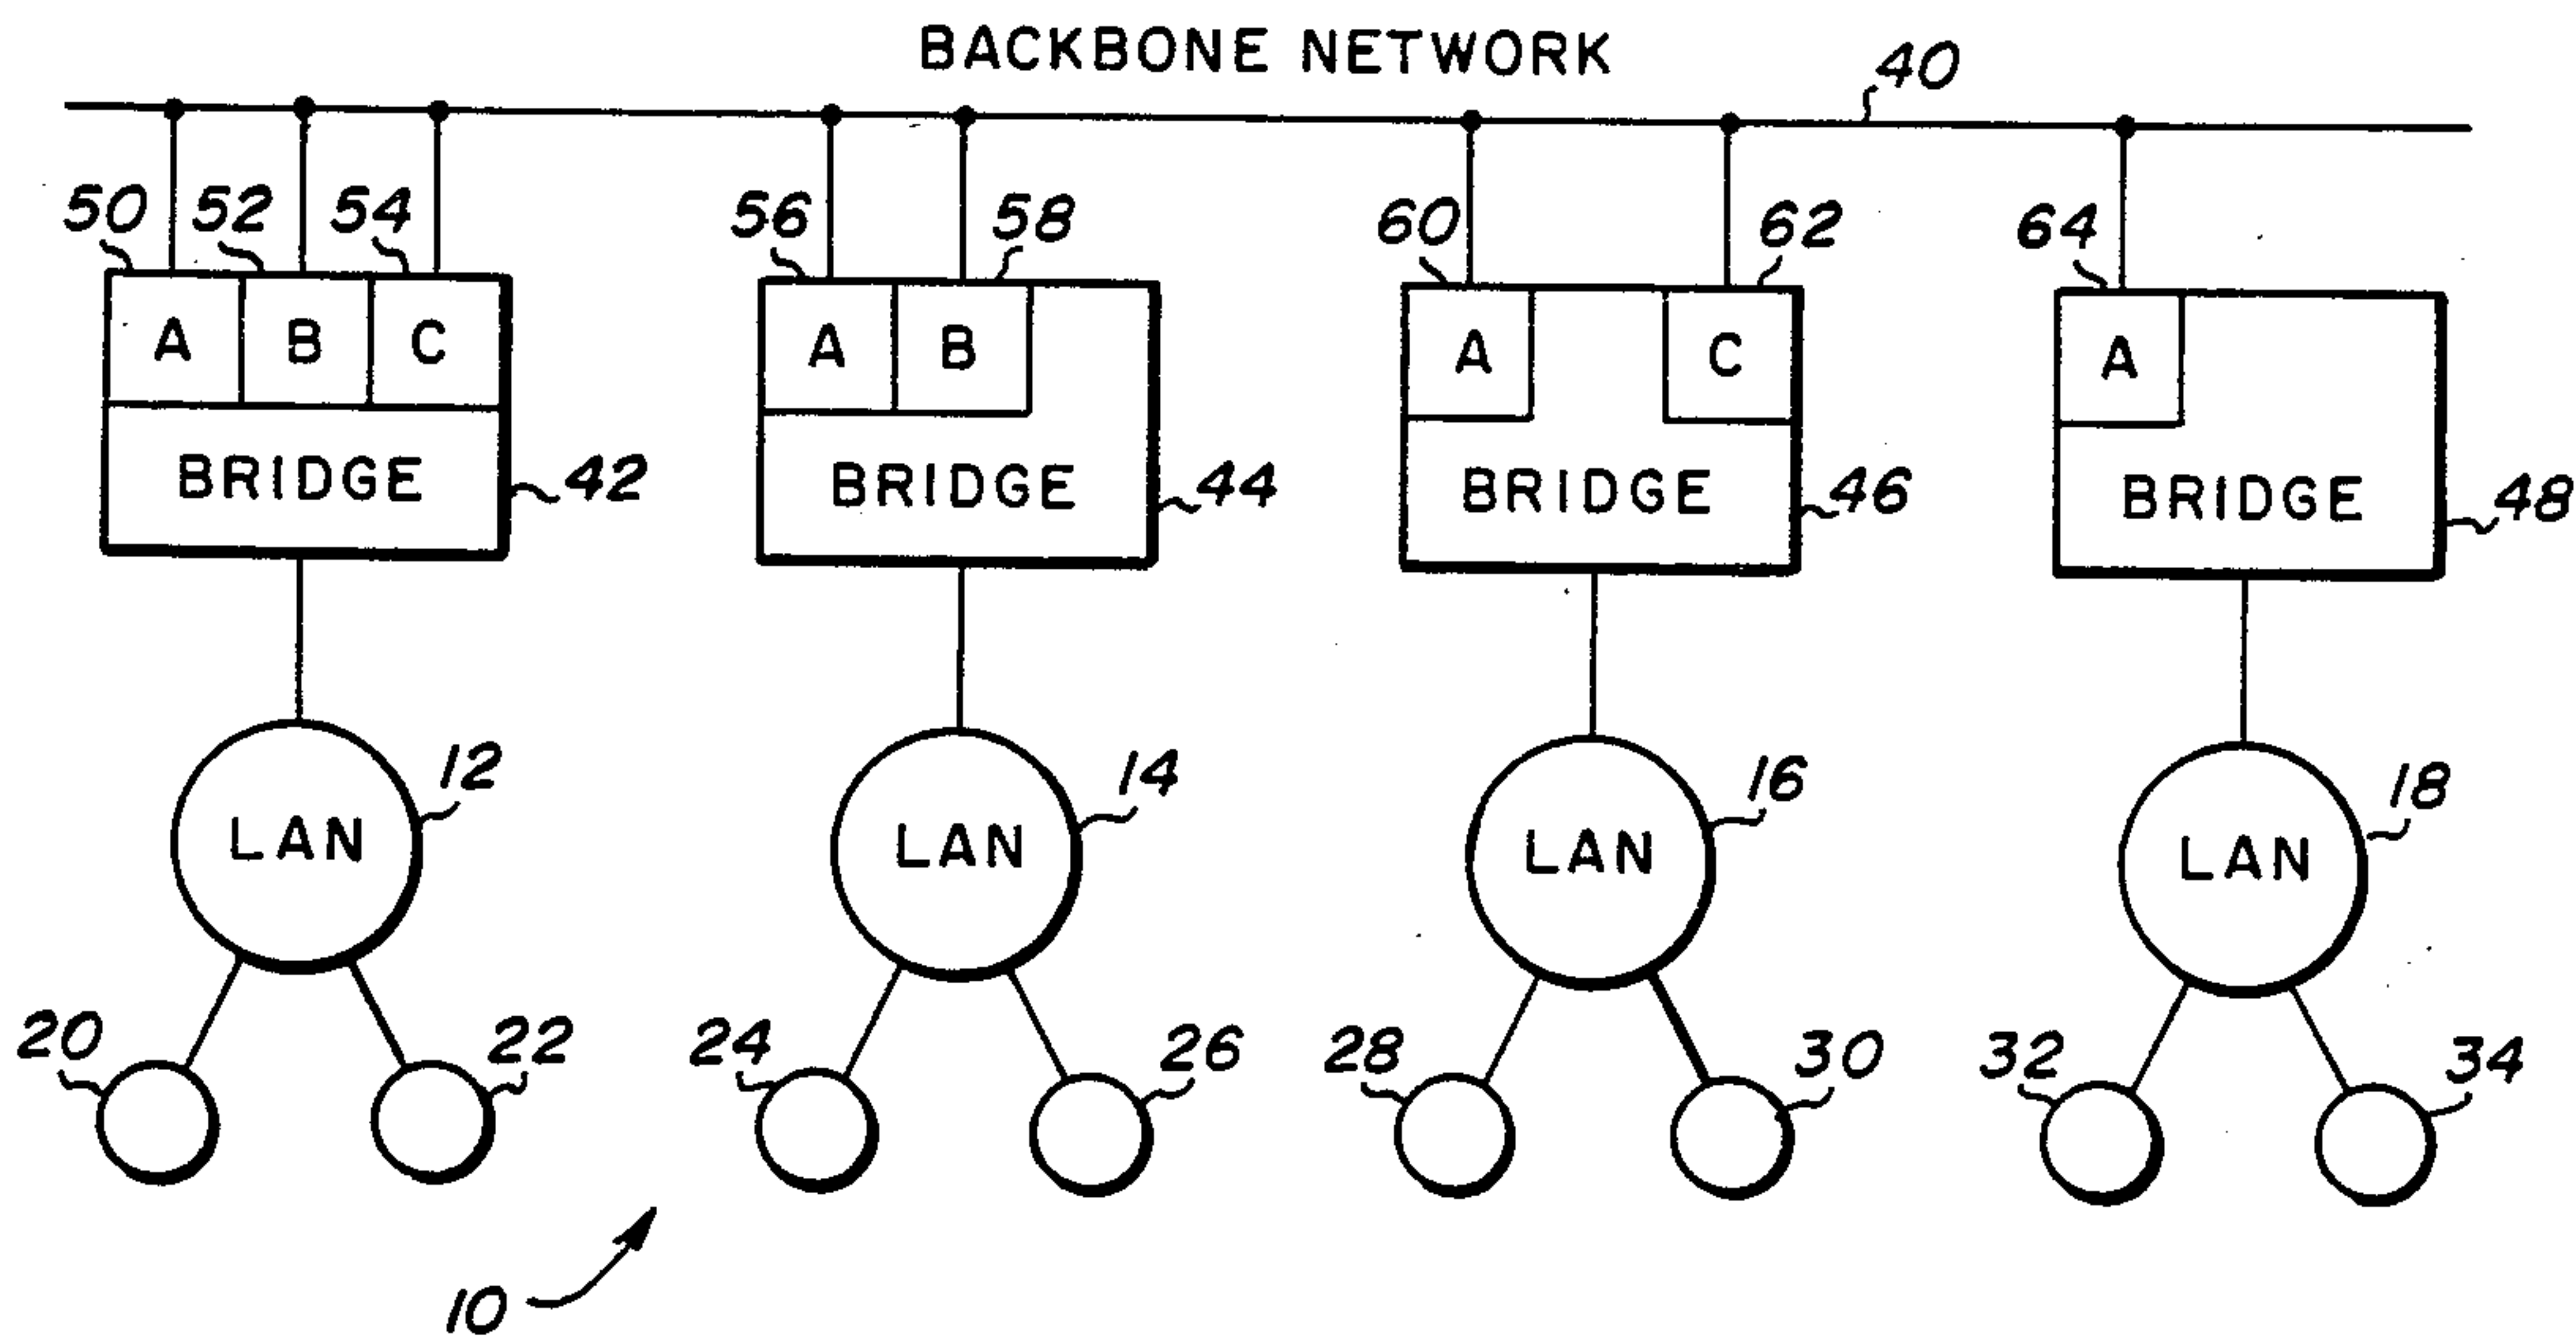 BACKBONE NETWORK
40
50 52 54 56 58 60 62 64
A B C A B A C A
BRIDGE 42 BRIDGE 44 BRIDGE 46 BRIDGE 48
LAN 12 LAN 14 LAN 16 LAN 18
20 22 24 26 28 30 32 34
10